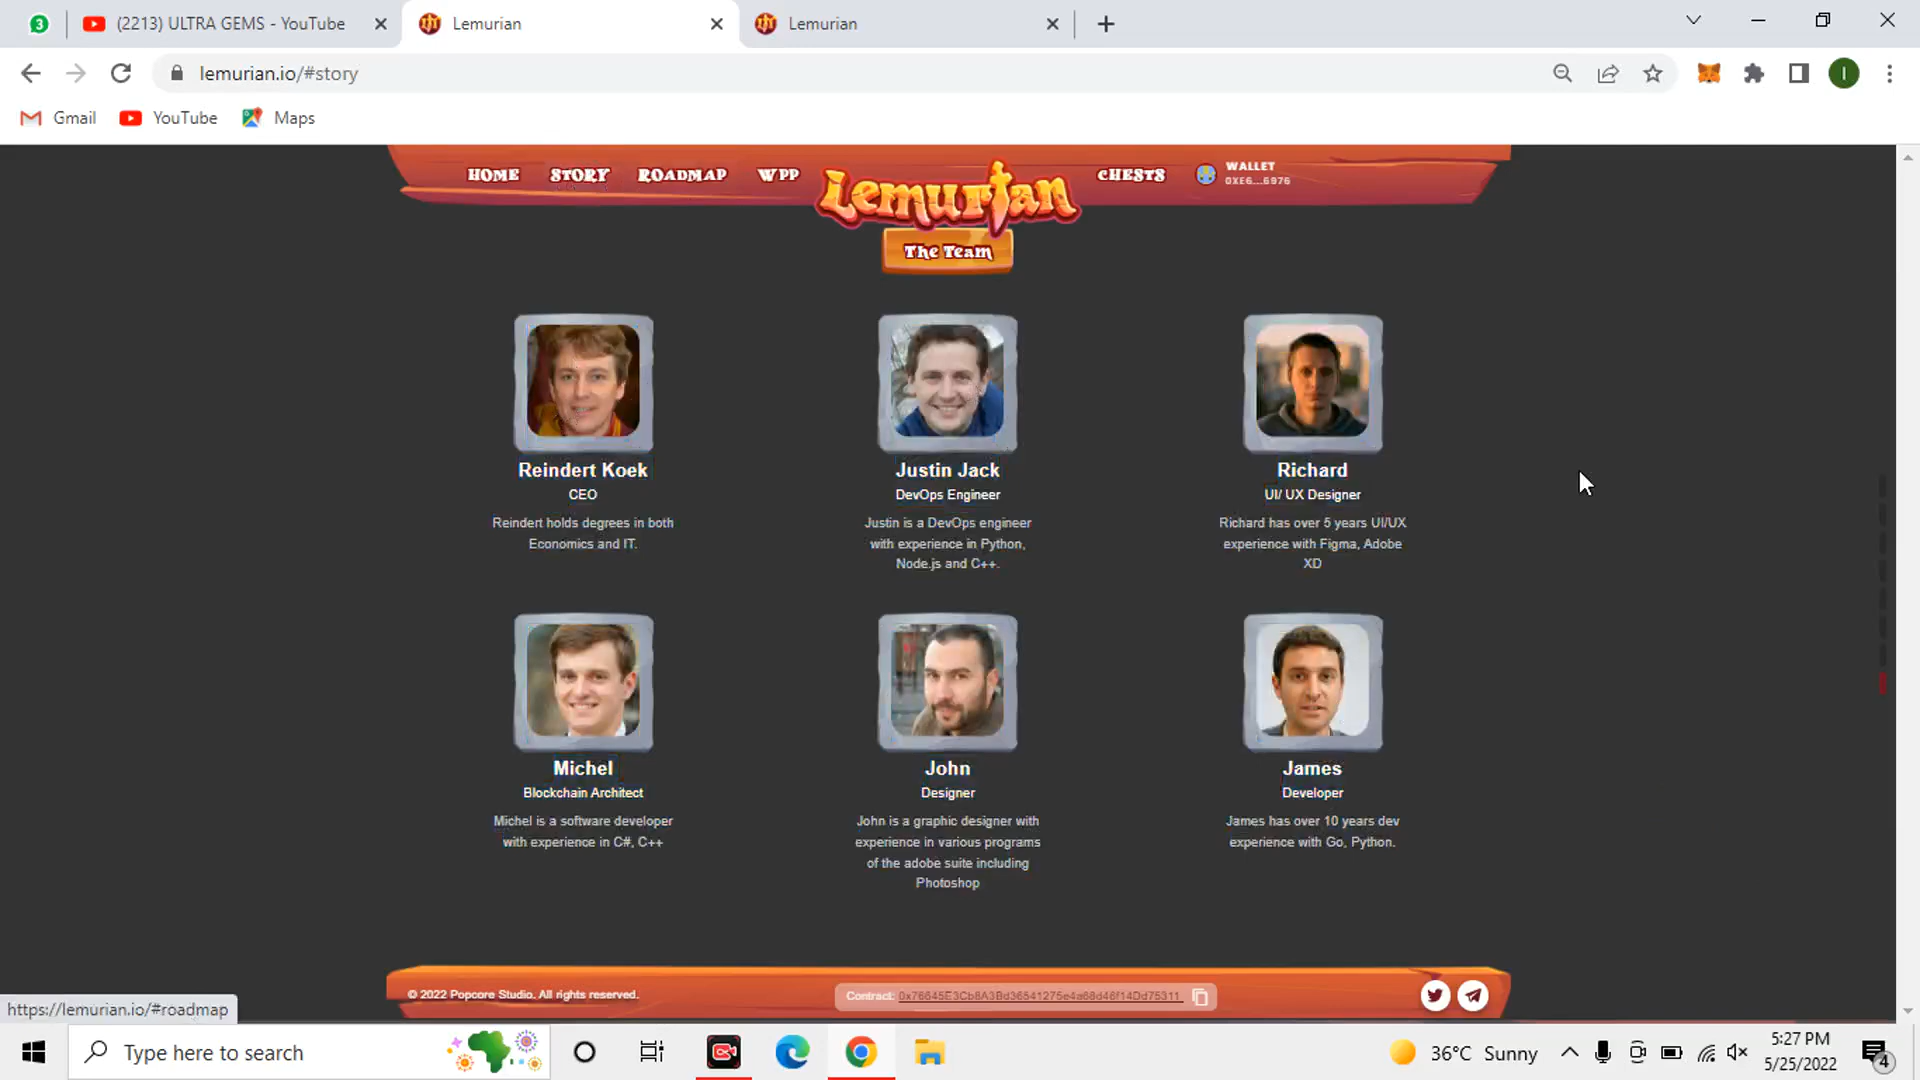 (2213) ULTRA GEMS - YouTube
Lemurian
Lemurian
lemurian.io/#story
I
Gmail
YouTube
Maps
HOME
STORY
ROADMAP
WPP
Lemurian
CHESTS
WALLET
0XE6...6976
The Team
Reindert Koek
CEO
Reindert holds degrees in both
Economics and IT.
Justin Jack
DevOps Engineer
Justin is a DevOps engineer
with experience in Python,
Node.js and C++.
Richard
UI/ UX Designer
Richard has over 5 years UI/UX
experience with Figma, Adobe
XD
Michel
Blockchain Architect
Michel is a software developer
with experience in C#, C++
John
Designer
John is a graphic designer with
experience in various programs
of the adobe suite including
Photoshop
James
Developer
James has over 10 years dev
experience with Go, Python.
© 2022 Popcore Studio. All rights reserved.
Contract:
https://lemurian.io/#roadmap
Type here to search
36°C Sunny
5:27 PM
5/25/2022
4